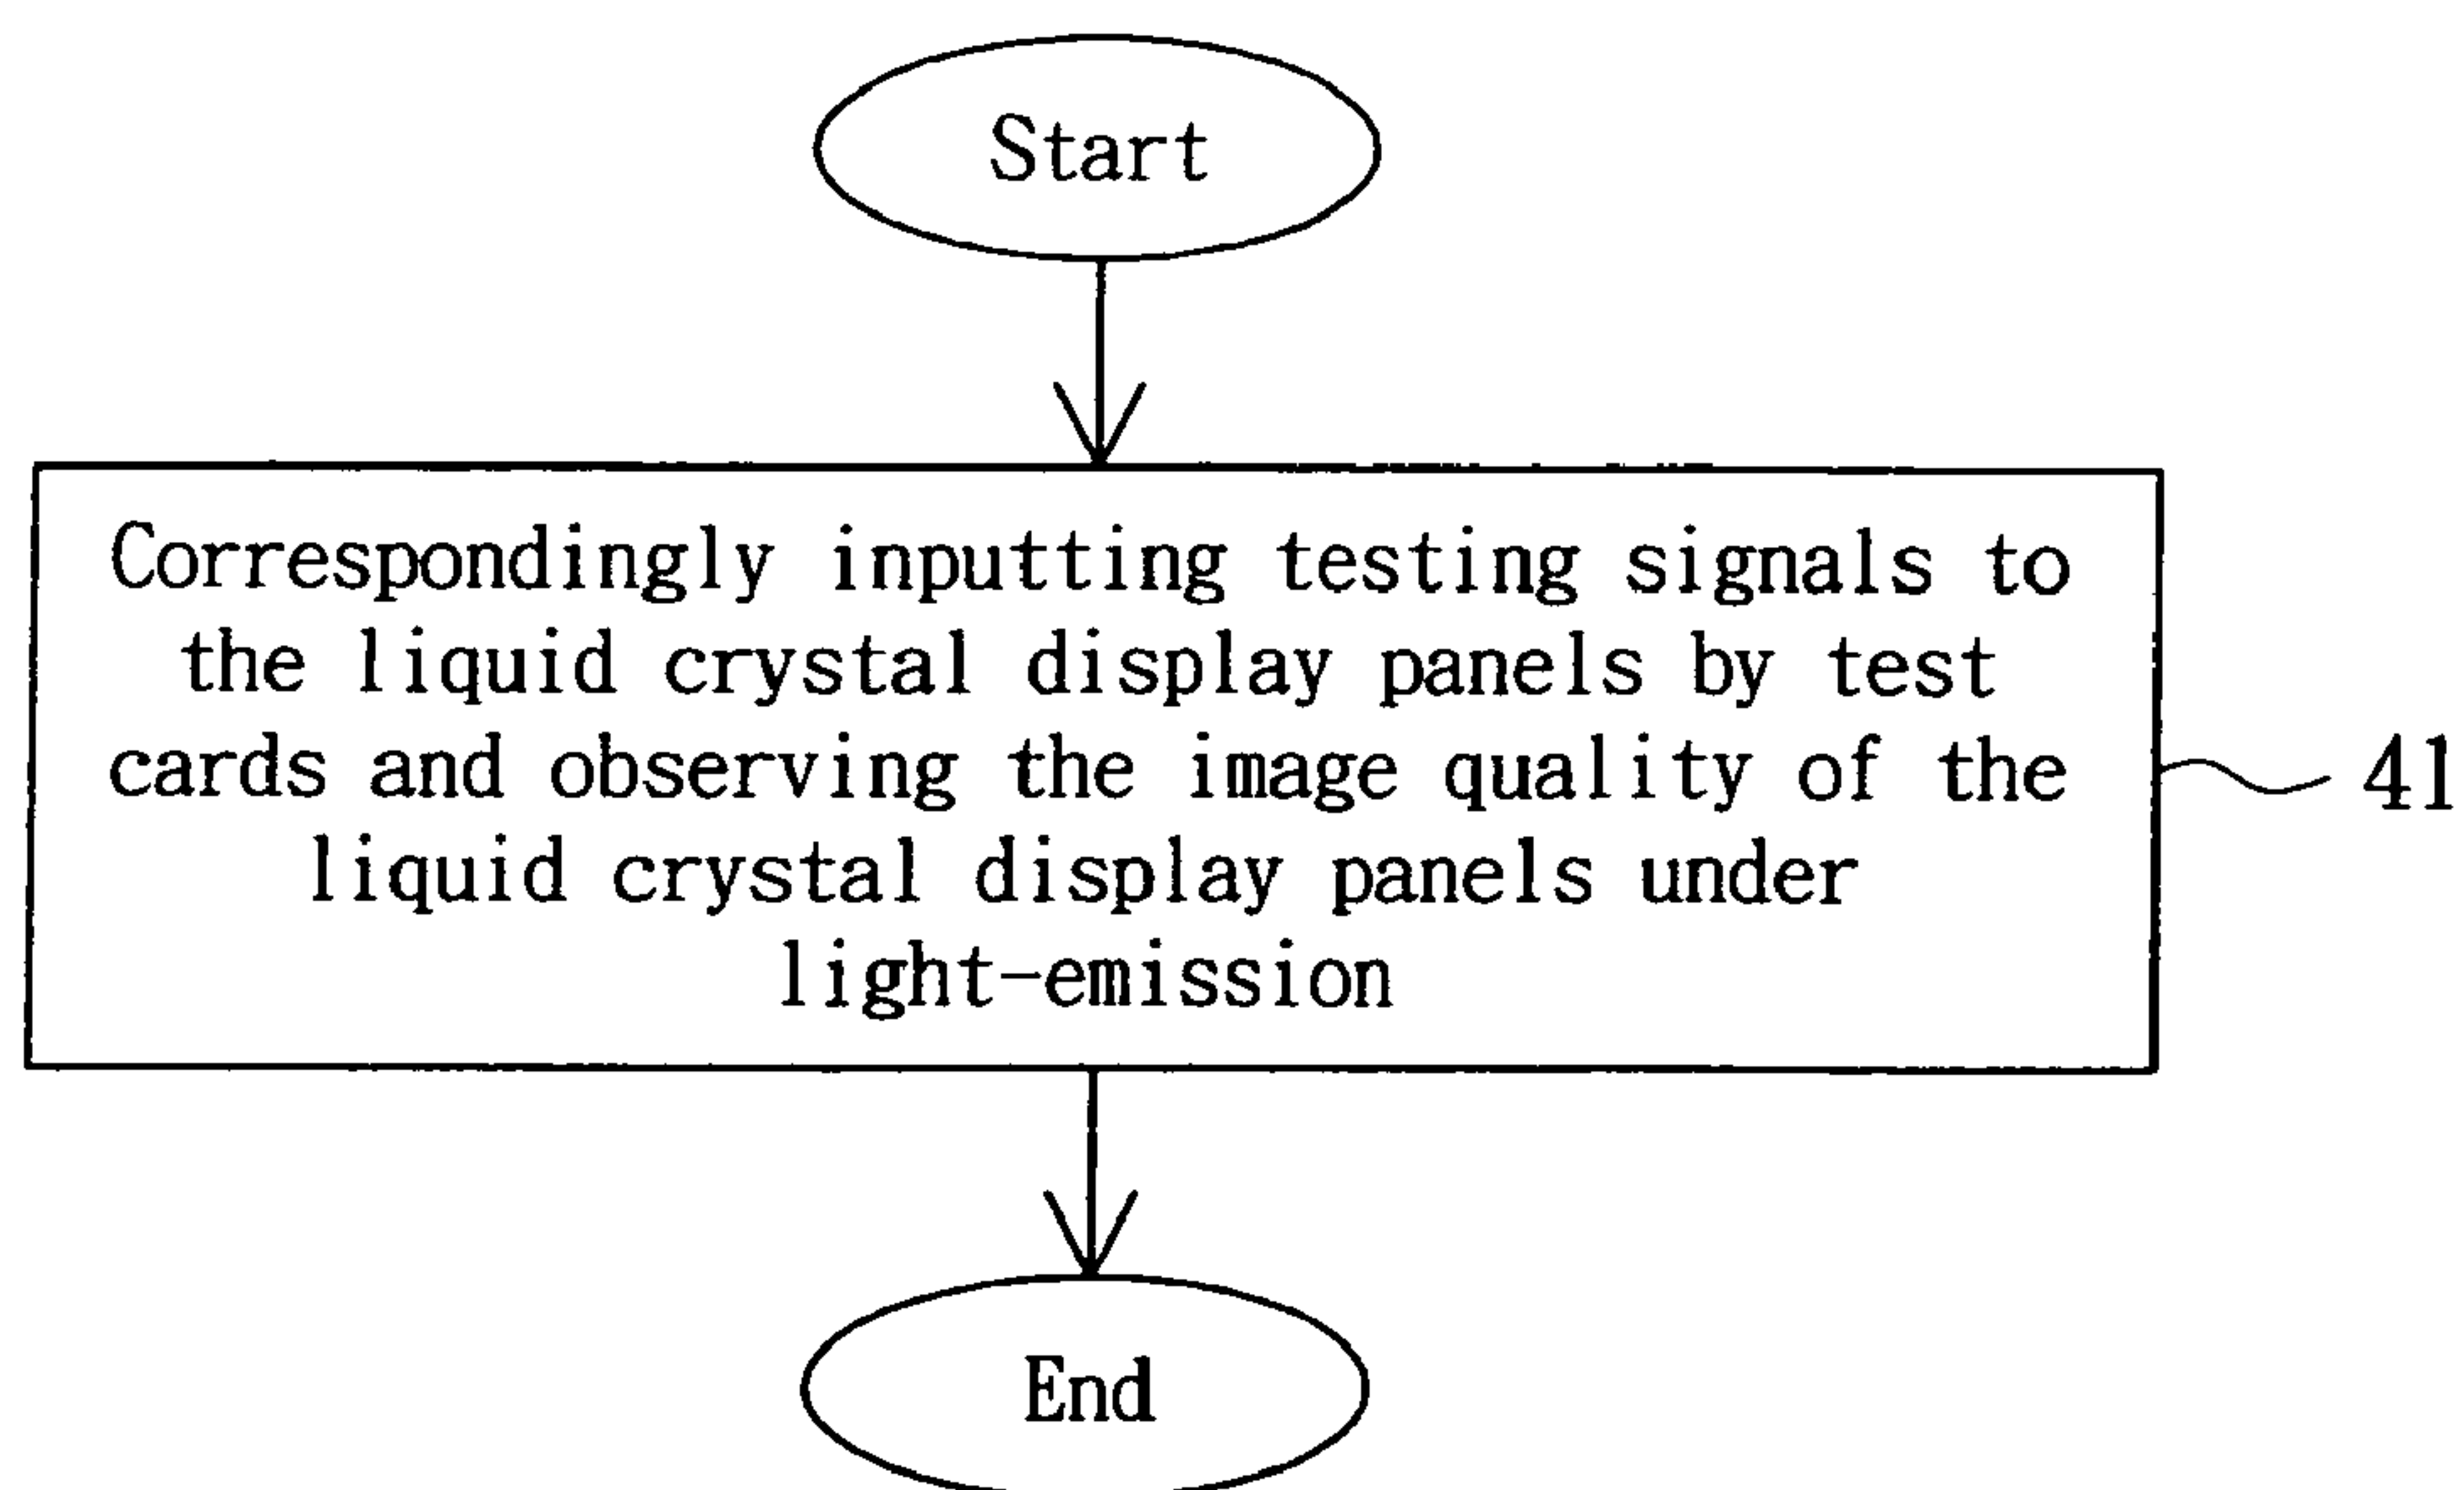 Start
Correspondingly inputting testing signals to
the liquid crystal display panels by test
cards and observing the image quality of the
liquid crystal display panels under
light-emission
41
End